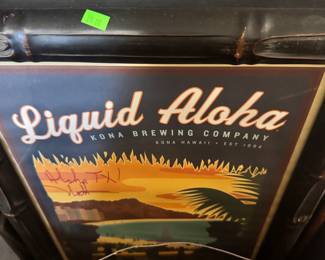 Liquid Aloha
KONA BREWING COMPANY
KONA HAWAII • EST 1994